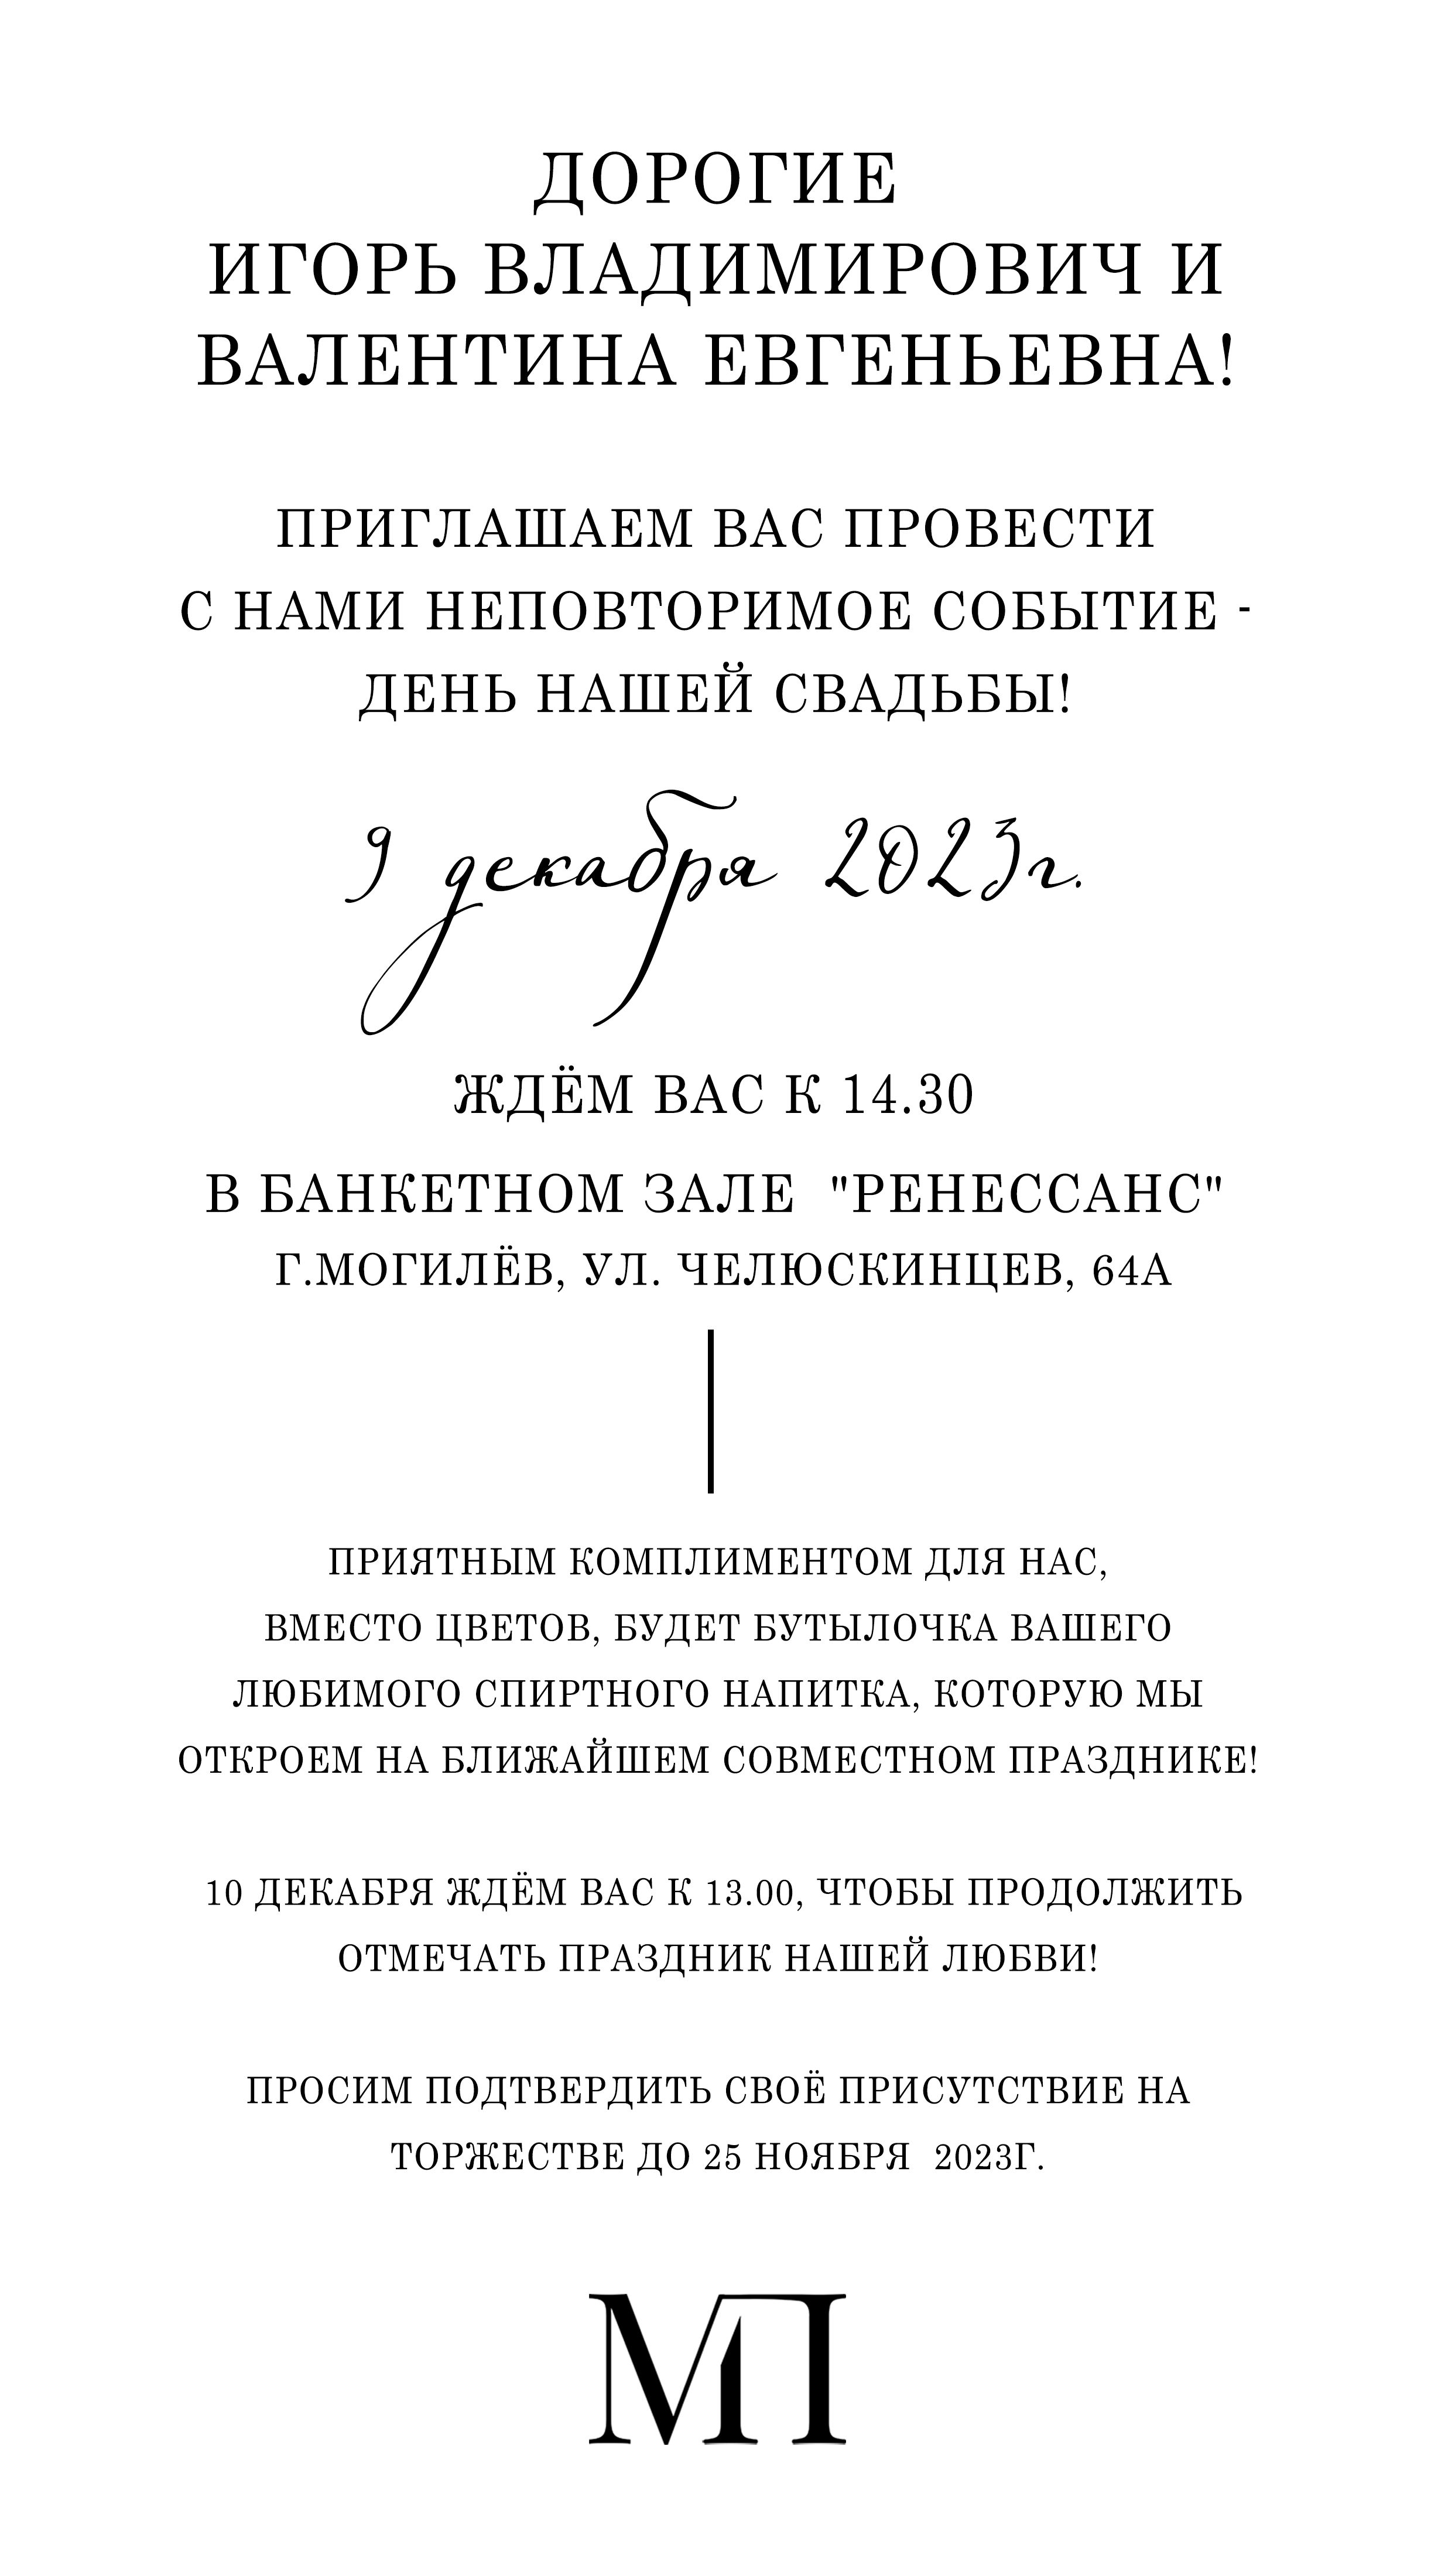 ДОРОГИЕ
ИГОРЬ ВЛАДИМИРОВИЧ И
ВАЛЕНТИНА ЕВГЕНЬЕВНА!
ПРИГЛАШАЕМ ВАС ПРОВЕСТИ
С НАМИ НЕПОВТОРИМОЕ СОБЫТИЕ -
ДЕНЬ НАШЕЙ СВАДЬБЫ!
9 декабря 2023г.
ЖДЁМ ВАС К 14.30
В БАНКЕТНОМ ЗАЛЕ "РЕНЕССАНС"
Г.МОГИЛЁВ, УЛ. ЧЕЛЮСКИНЦЕВ, 64А
ПРИЯТНЫМ КОМПЛИМЕНТОМ ДЛЯ НАС,
ВМЕСТО ЦВЕТОВ, БУДЕТ БУТЫЛОЧКА ВАШЕГО
ЛЮБИМОГО СПИРТНОГО НАПИТКА, КОТОРУЮ МЫ
ОТКРОЕМ НА БЛИЖАЙШЕМ СОВМЕСТНОМ ПРАЗДНИКЕ!
10 ДЕКАБРЯ ЖДЁМ ВАС К 13.00, ЧТОБЫ ПРОДОЛЖИТЬ
ОТМЕЧАТЬ ПРАЗДНИК НАШЕЙ ЛЮБВИ!
ПРОСИМ ПОДТВЕРДИТЬ СВОЁ ПРИСУТСТВИЕ НА
ТОРЖЕСТВЕ ДО 25 НОЯБРЯ 2023Г.
МП